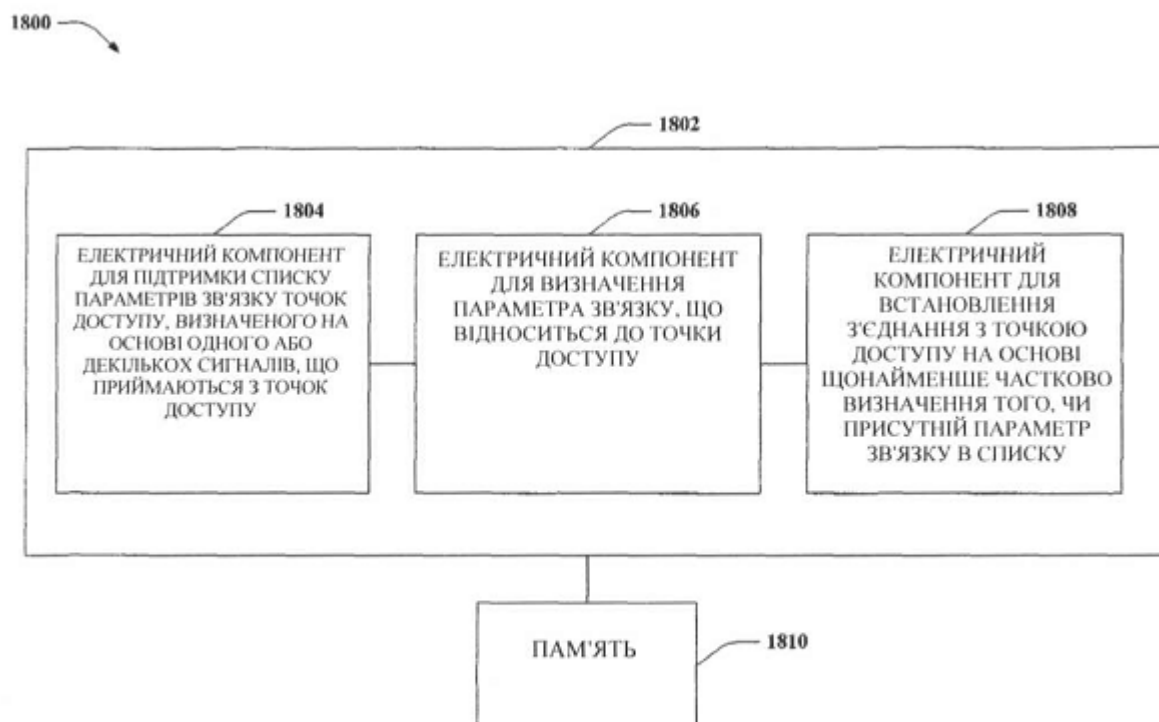 1800
1802
1804
1806
1808
ЕЛЕКТРИЧНИЙ КОМПОНЕНТ
ДЛЯ ПІДТРИМКИ СПИСКУ
ПАРАМЕТРІВ ЗВ'ЯЗКУ ТОЧОК
ДОСТУПУ, ВИЗНАЧЕНОГО НА
ОСНОВІ ОДНОГО АБО
ДЕКІЛЬКОХ СИГНАЛІВ, ЩО
ПРИЙМАЮТЬСЯ З ТОЧОК
ДОСТУПУ
ЕЛЕКТРИЧНИЙ КОМПОНЕНТ
ДЛЯ ВИЗНАЧЕННЯ
ПАРАМЕТРА ЗВ'ЯЗКУ, ЩО
ВІДНОСИТЬСЯ ДО ТОЧКИ
ДОСТУПУ
ЕЛЕКТРИЧНИЙ
КОМПОНЕНТ ДЛЯ
ВСТАНОВЛЕННЯ
З'ЄДНАННЯ З ТОЧКОЮ
ДОСТУПУ НА ОСНОВІ
ЩОНАЙМЕНШЕ ЧАСТКОВО
ВИЗНАЧЕННЯ ТОГО, ЧИ
ПРИСУТНІЙ ПАРАМЕТР
ЗВ'ЯЗКУ В СПИСКУ
ПАМ'ЯТЬ
1810